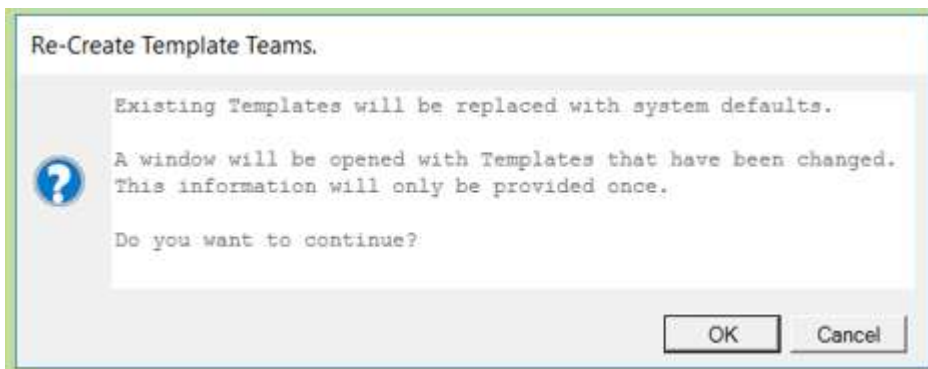 Re-Create Template Teams.
Existing Templates will be replaced with system defaults.
A window will be opened with Templates that have been changed.
This information will only be provided once.
Do you want to continue?
OK Cancel